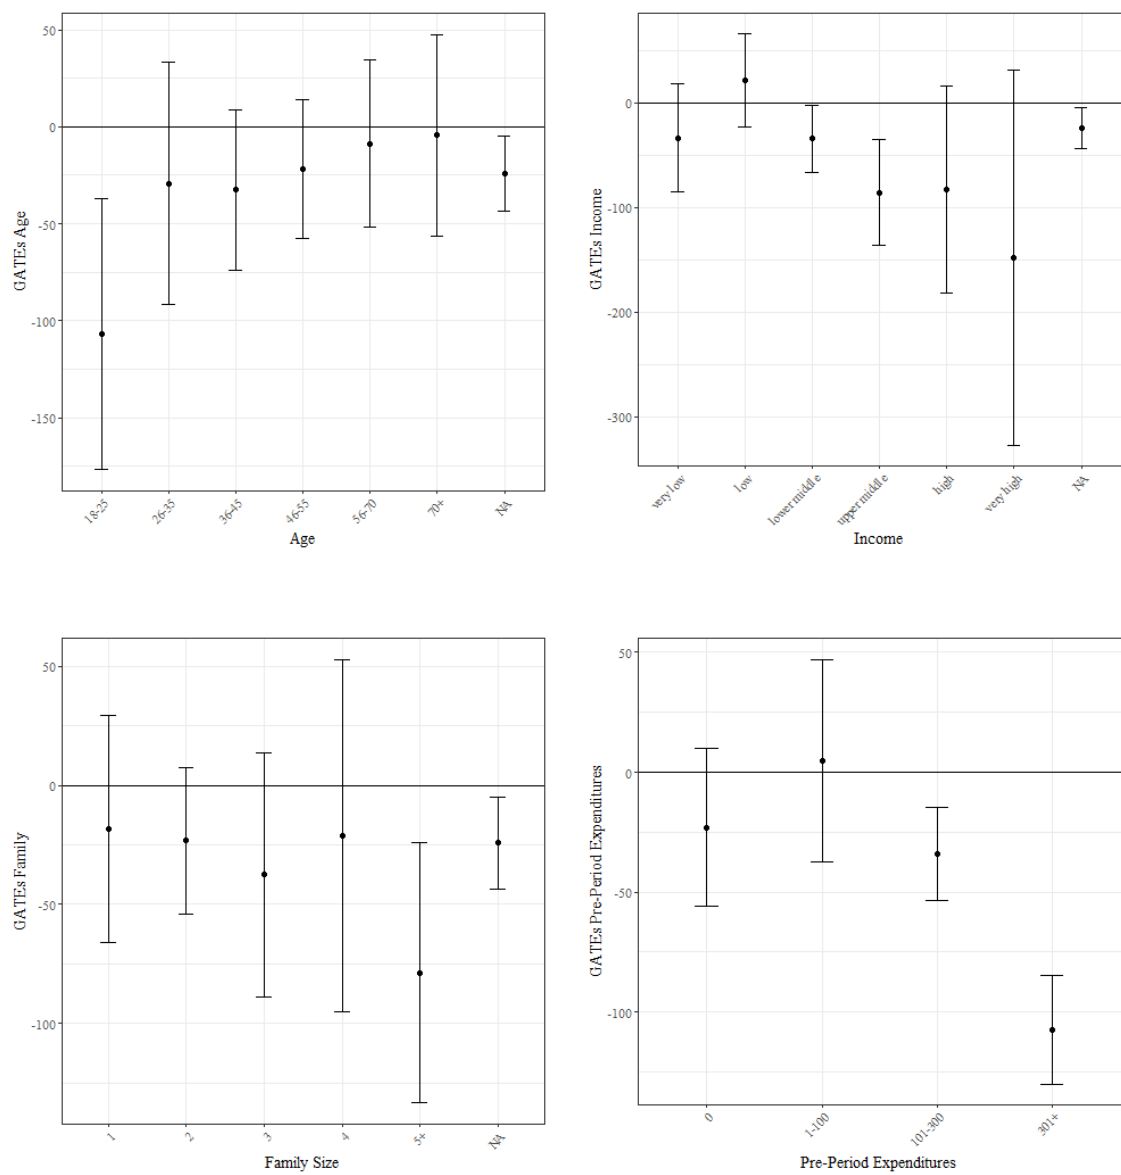 GATEs Age
50
0
-50
-100
-150
18-25
26-35
36-45
46-55
56-70
70+
NA
Age
GATEs Income
0
-100
-200
-300
very low
low
lower middle
upper middle
high
very high
NA
Income
GATEs Family
50
0
-50
-100
1
2
3
4
5+
NA
Family Size
GATEs Pre-Period Expenditures
50
0
-50
-100
0
1-100
101-300
301+
Pre-Period Expenditures